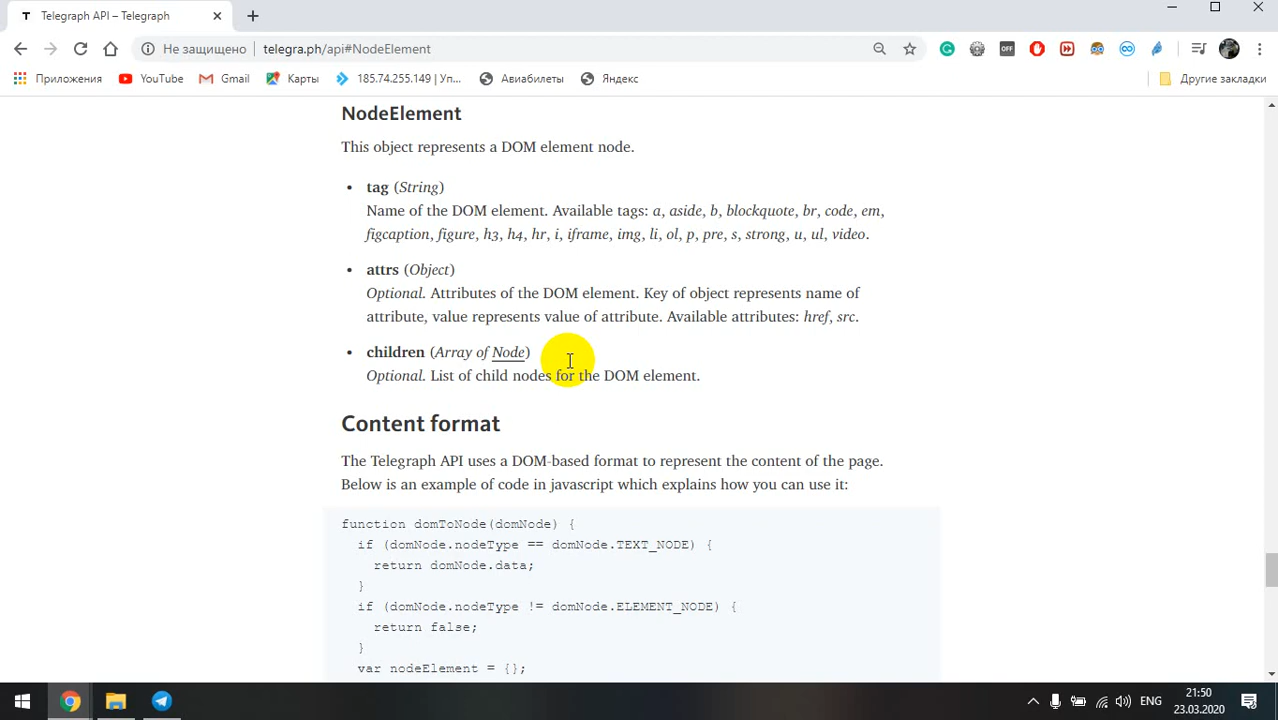 Telegraph API – Telegraph
Не защищено
telegra.ph/api#NodeElement
OFF
Приложения
YouTube
Gmail
Карты
185.74.255.149 | Уп...
Авиабилеты
Яндекс
Другие закладки
NodeElement
This object represents a DOM element node.
• tag (String)
Name of the DOM element. Available tags: a, aside, b, blockquote, br, code, em,
figcaption, figure, h3, h4, hr, i, iframe, img, li, ol, p, pre, s, strong, u, ul, video.
• attrs (Object)
Optional. Attributes of the DOM element. Key of object represents name of
attribute, value represents value of attribute. Available attributes: href, src.
• children (Array of Node)
Optional. List of child nodes for the DOM element.
Content format
The Telegraph API uses a DOM-based format to represent the content of the page.
Below is an example of code in javascript which explains how you can use it:
function domToNode(domNode) {
if (domNode.nodeType == domNode.TEXT_NODE) {
return domNode.data;
}
if (domNode.nodeType != domNode.ELEMENT_NODE) {
return false;
}
var nodeElement = {};
ENG
21:50
23.03.2020